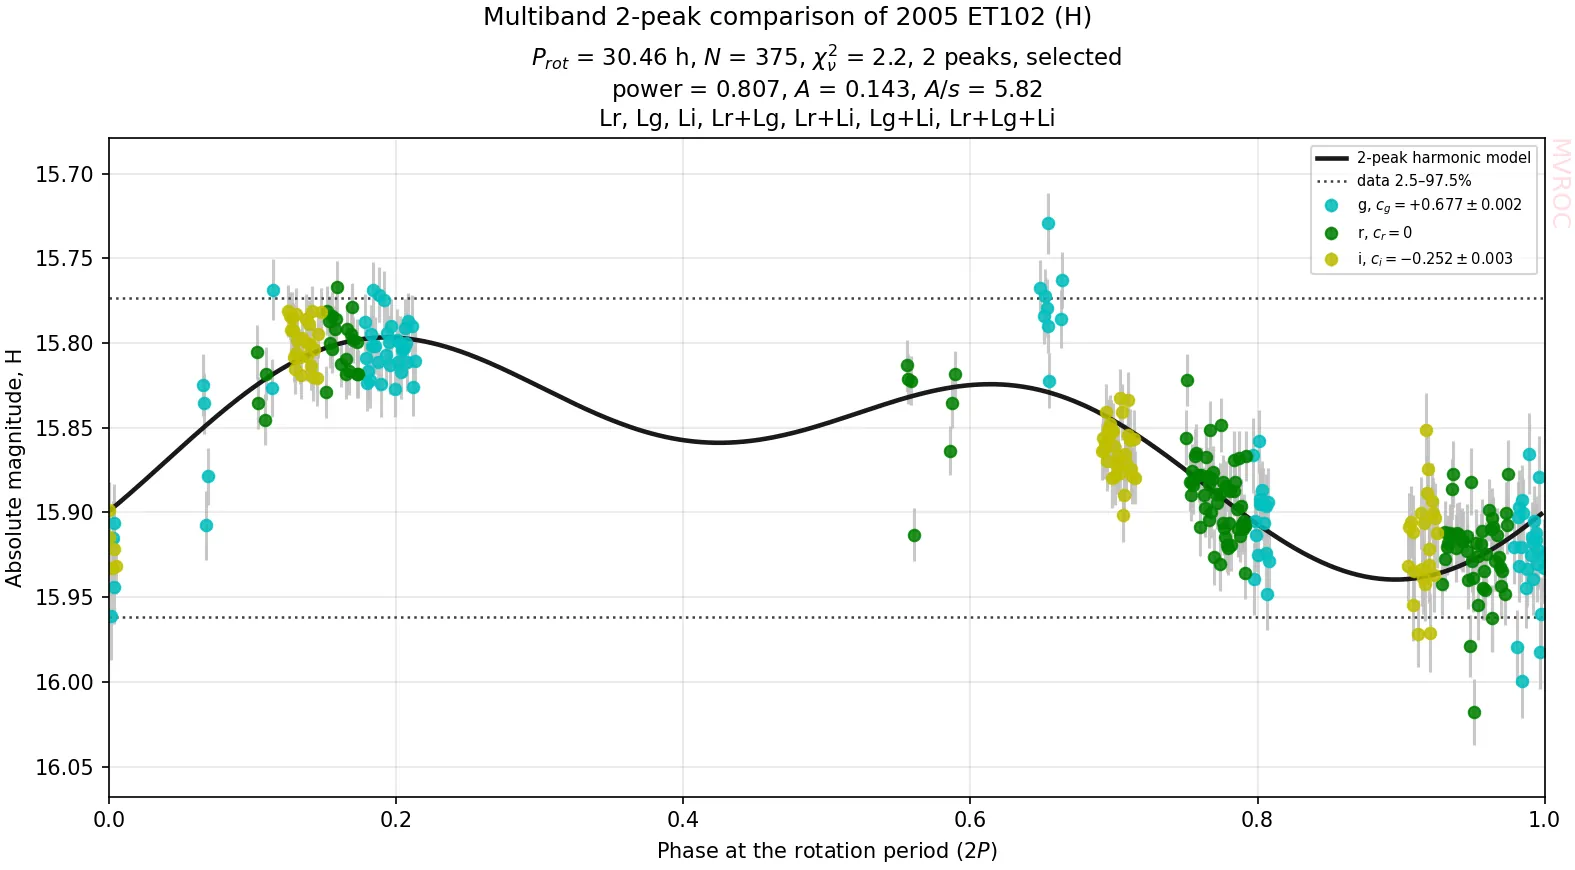 Multiband 2-peak comparison of 2005 ET102 (H)
P_rot = 30.46 h, N = 375, χ²_ν = 2.2, 2 peaks, selected
power = 0.807, A = 0.143, A/s = 5.82
Lr, Lg, Li, Lr+Lg, Lr+Li, Lg+Li, Lr+Lg+Li
2-peak harmonic model
data 2.5–97.5%
g, c_g = +0.677 ± 0.002
r, c_r = 0
i, c_i = −0.252 ± 0.003
MVROC
Absolute magnitude, H
15.70
15.75
15.80
15.85
15.90
15.95
16.00
16.05
0.0 0.2 0.4 0.6 0.8 1.0
Phase at the rotation period (2P)